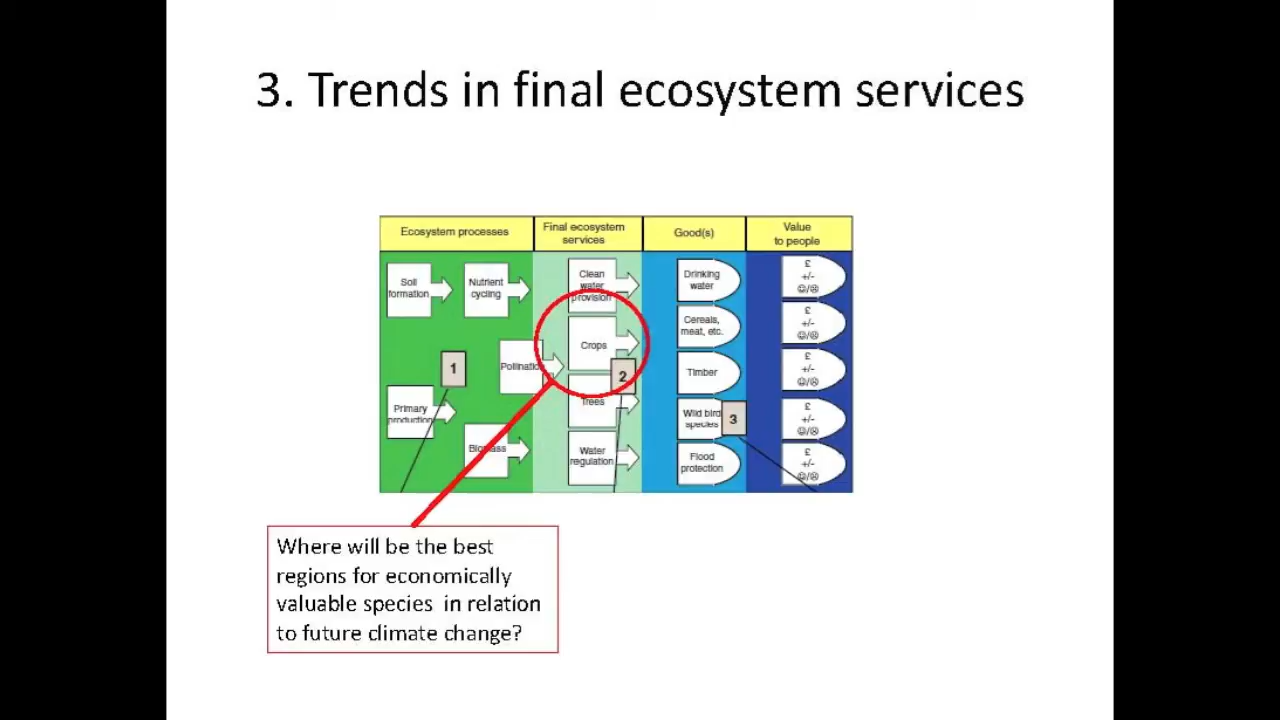 3. Trends in final ecosystem services
Ecosystem processes
Final ecosystem
services
Good(s)
Value
to people
Soil
formation
Nutrient
cycling
Pollinatio
Primary
production
Biomass
1
Clean
water
provision
Crops
2
Trees
Water
regulation
Drinking
water
Cereals,
meat, etc.
Timber
Wild bird
species
3
Flood
protection
£
+/-
☺/☹
£
+/-
☺/☹
£
+/-
☺/☹
£
+/-
☺/☹
£
+/-
☺/☹
Where will be the best
regions for economically
valuable species in relation
to future climate change?